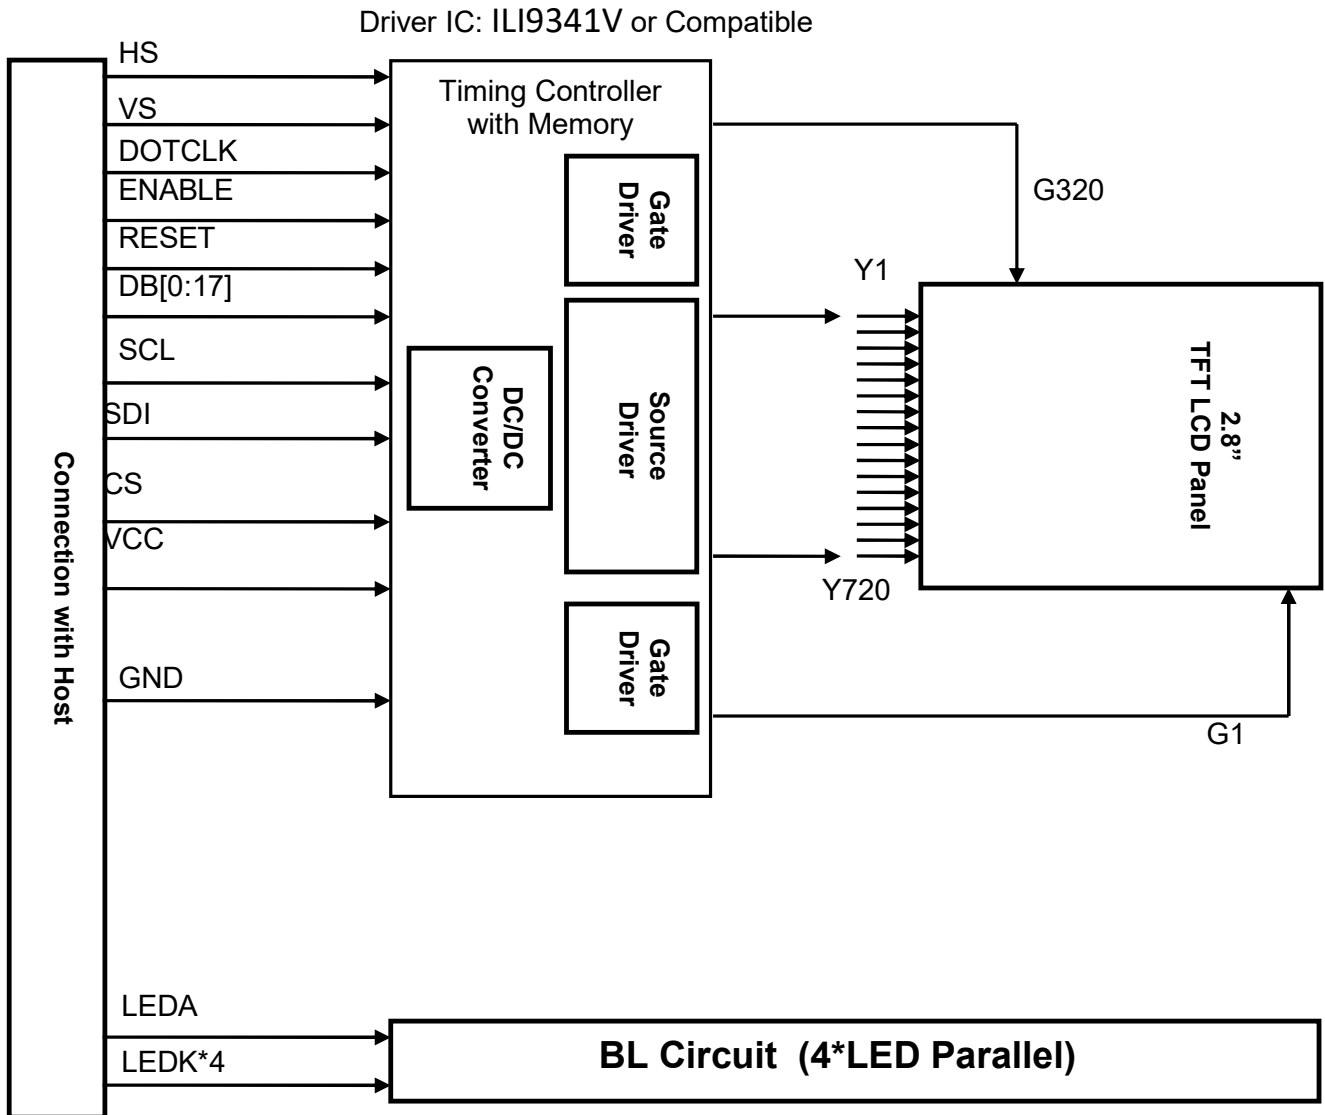 Driver IC: ILI9341V or Compatible
HS
VS
DOTCLK
ENABLE
RESET
DB[0:17]
SCL
SDI
CS
VCC
GND
Connection with Host
Timing Controller
with Memory
Gate
Driver
DC/DC
Converter
Source
Driver
Gate
Driver
G320
Y1
Y720
2.8”
TFT LCD Panel
G1
LEDA
LEDK*4
BL Circuit (4*LED Parallel)